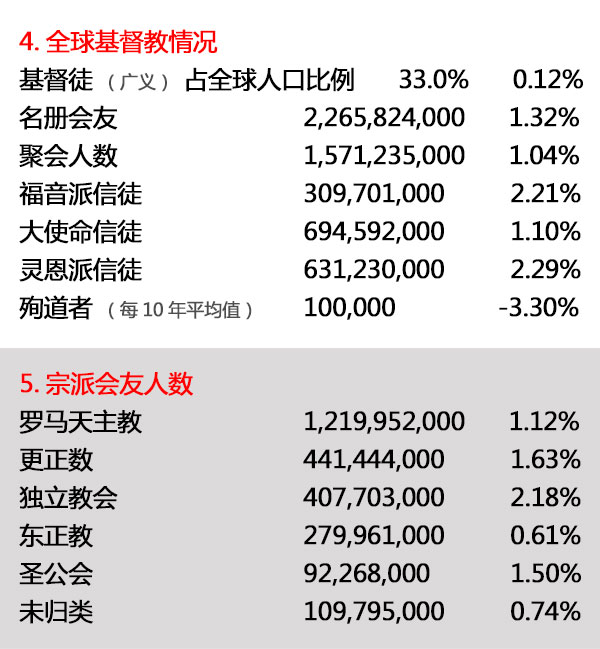 4. 全球基督教情况
基督徒（广义）占全球人口比例 33.0% 0.12%
名册会友 2,265,824,000 1.32%
聚会人数 1,571,235,000 1.04%
福音派信徒 309,701,000 2.21%
大使命信徒 694,592,000 1.10%
灵恩派信徒 631,230,000 2.29%
殉道者（每 10 年平均值） 100,000 -3.30%
5. 宗派会友人数
罗马天主教 1,219,952,000 1.12%
更正数 441,444,000 1.63%
独立教会 407,703,000 2.18%
东正教 279,961,000 0.61%
圣公会 92,268,000 1.50%
未归类 109,795,000 0.74%